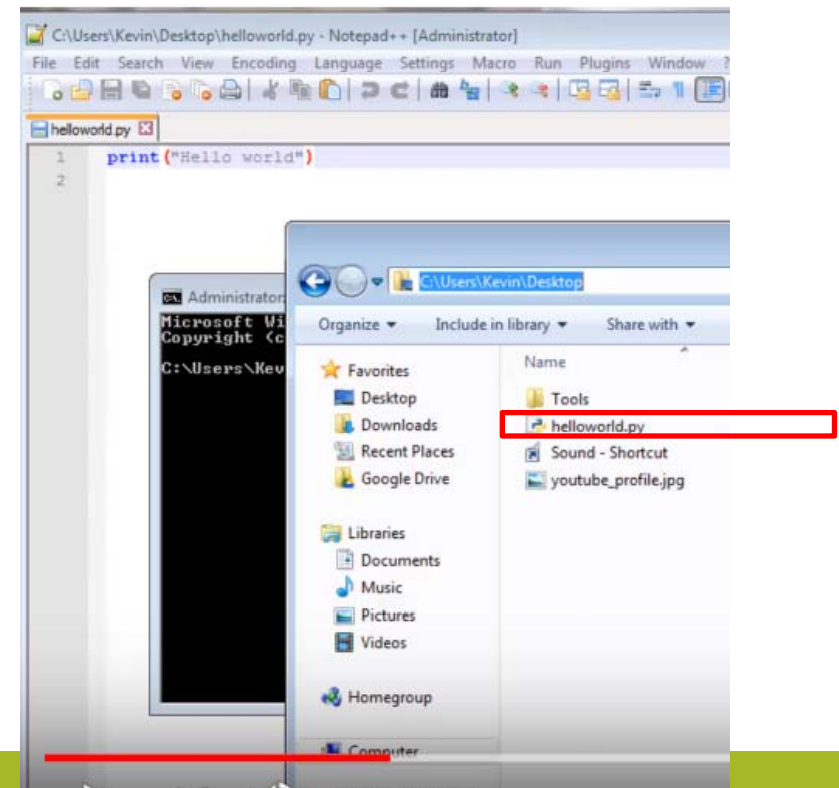 C:\Users\Kevin\Desktop\helloworld.py - Notepad++ [Administrator]
File Edit Search View Encoding Language Settings Macro Run Plugins Window ?
helloworld.py
1 print("Hello world")
2
C:\Users\Kevin\Desktop
Administrator:
Microsoft Wi
Copyright (c
C:\Users\Kev
Organize Include in library Share with
Favorites
Desktop
Downloads
Recent Places
Google Drive
Libraries
Documents
Music
Pictures
Videos
Homegroup
Computer
Name
Tools
helloworld.py
Sound - Shortcut
youtube_profile.jpg